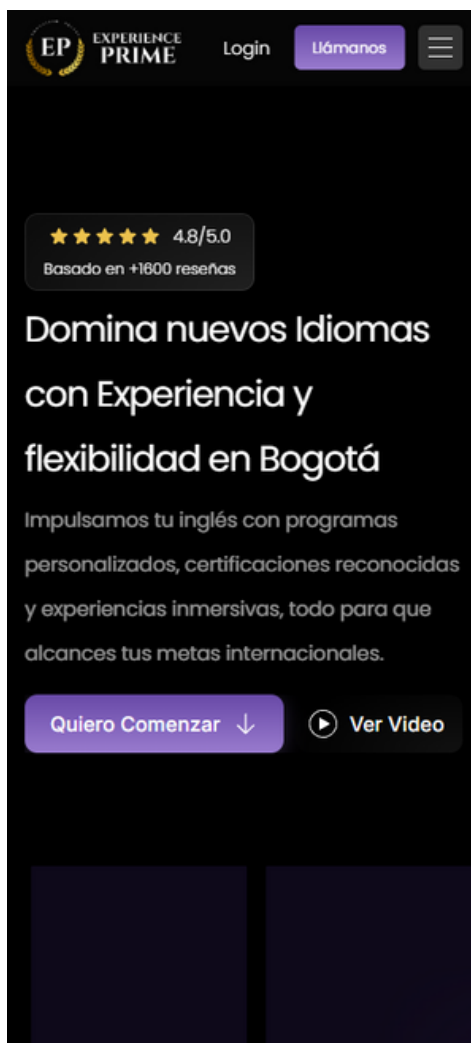 EP
EXPERIENCE
PRIME
Login
Llámanos
4.8/5.0
Basado en +1600 reseñas
Domina nuevos Idiomas
con Experiencia y
flexibilidad en Bogotá
Impulsamos tu inglés con programas
personalizados, certificaciones reconocidas
y experiencias inmersivas, todo para que
alcances tus metas internacionales.
Quiero Comenzar
Ver Video